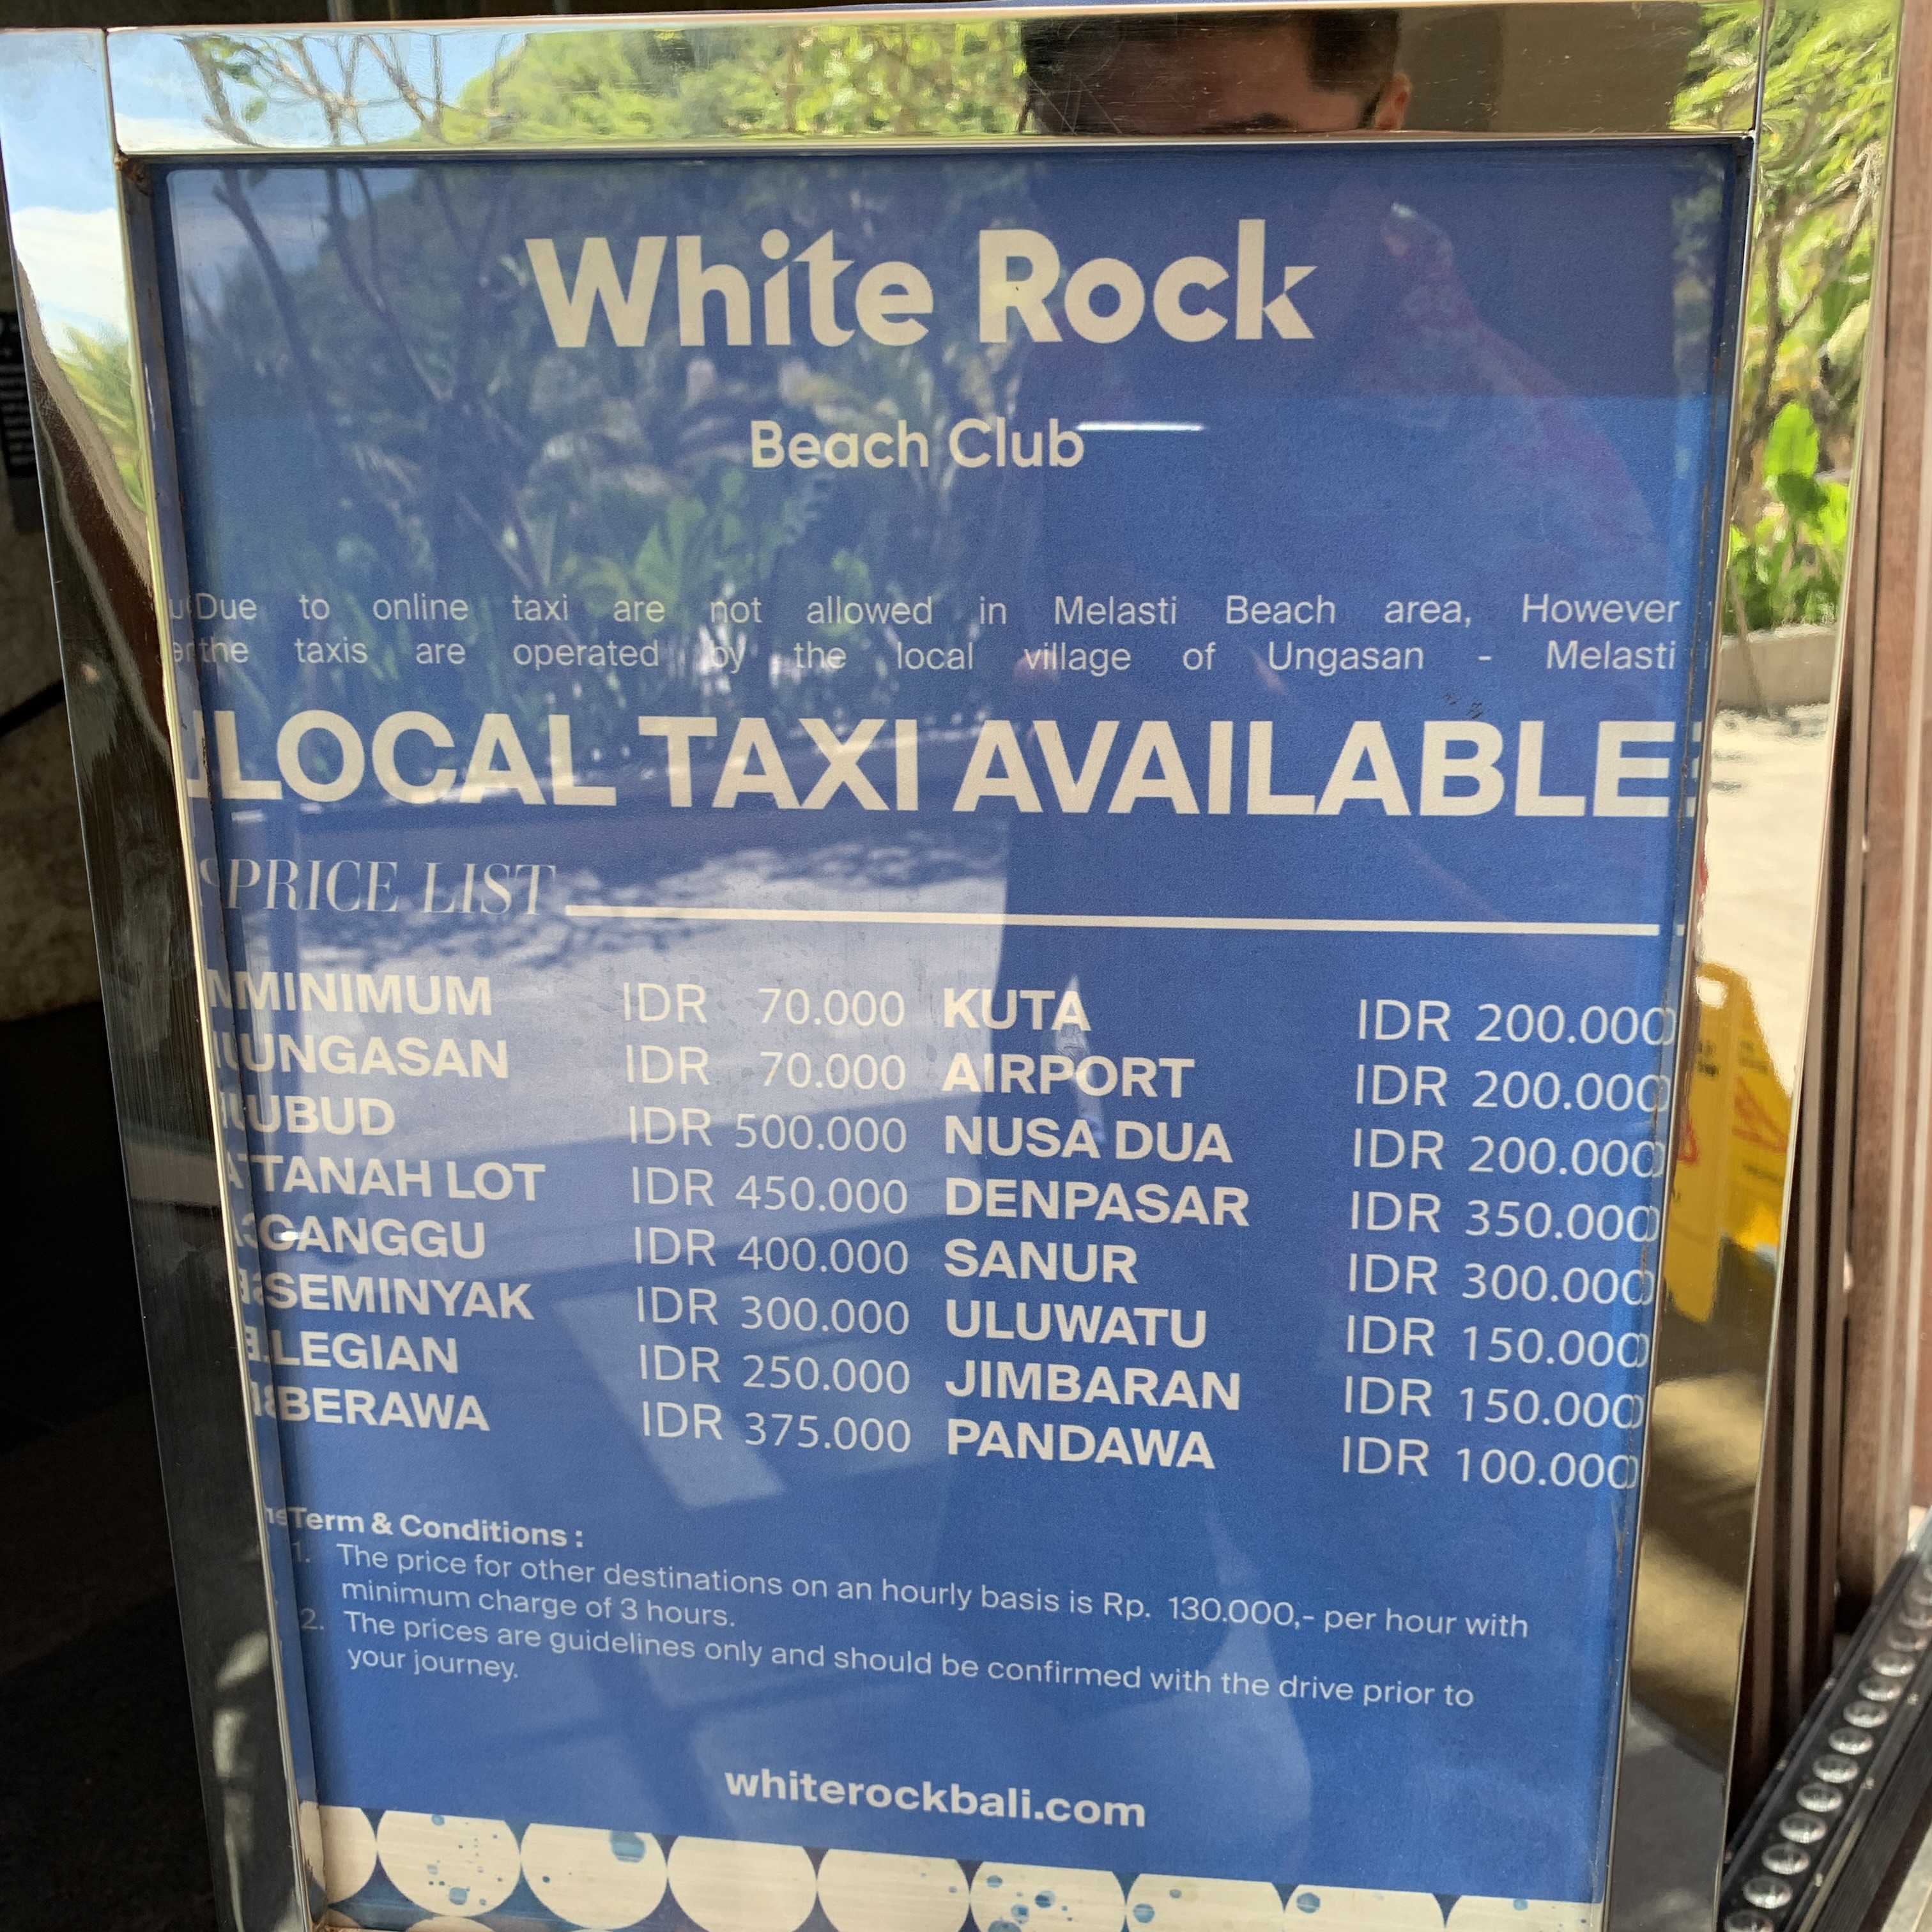 White Rock
Beach Club
Due to online taxi are not allowed in Melasti Beach area, However
the taxis are operated by the local village of Ungasan - Melasti
LOCAL TAXI AVAILABLE
PRICE LIST
MINIMUM IDR 70.000 KUTA IDR 200.000
UNGASAN IDR 70.000 AIRPORT IDR 200.000
UBUD IDR 500.000 NUSA DUA IDR 200.000
TANAH LOT IDR 450.000 DENPASAR IDR 350.000
CANGGU IDR 400.000 SANUR IDR 300.000
SEMINYAK IDR 300.000 ULUWATU IDR 150.000
LEGIAN IDR 250.000 JIMBARAN IDR 150.000
BERAWA IDR 375.000 PANDAWA IDR 100.000
Term & Conditions :
1. The price for other destinations on an hourly basis is Rp. 130.000,- per hour with
minimum charge of 3 hours.
2. The prices are guidelines only and should be confirmed with the drive prior to
your journey.
whiterockbali.com